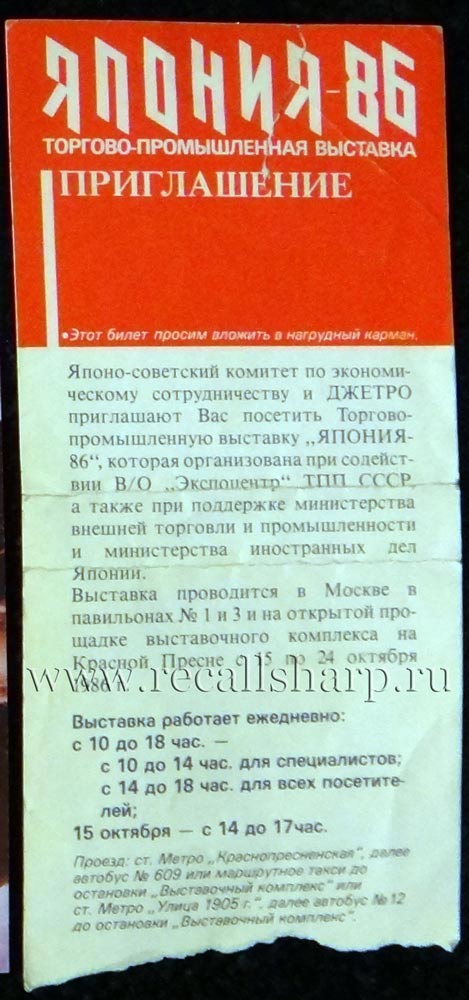 ЯПОНИЯ-86
ТОРГОВО-ПРОМЫШЛЕННАЯ ВЫСТАВКА
ПРИГЛАШЕНИЕ
•Этот билет просим вложить в нагрудный карман.
Японо-советский комитет по экономи-
ческому сотрудничеству и ДЖЕТРО
приглашают Вас посетить Торгово-
промышленную выставку „ЯПОНИЯ-
86“, которая организована при содейст-
вии В/О „Экспоцентр“ ТПП СССР,
а также при поддержке министерства
внешней торговли и промышленности
и министерства иностранных дел
Японии.
Выставка проводится в Москве в
павильонах № 1 и 3 и на открытой пло-
щадке выставочного комплекса на
Красной Пресне с 15 по 24 октября
1986 г.
www.recallsharp.ru
Выставка работает ежедневно:
с 10 до 18 час. —
с 10 до 14 час. для специалистов;
с 14 до 18 час. для всех посетите-
лей;
15 октября — с 14 до 17час.
Проезд: ст. Метро „Краснопресненская“, далее
автобус № 609 или маршрутное такси до
остановки „Выставочный комплекс“ или
ст. Метро „Улица 1905 г.“, далее автобус № 12
до остановки „Выставочный комплекс“.